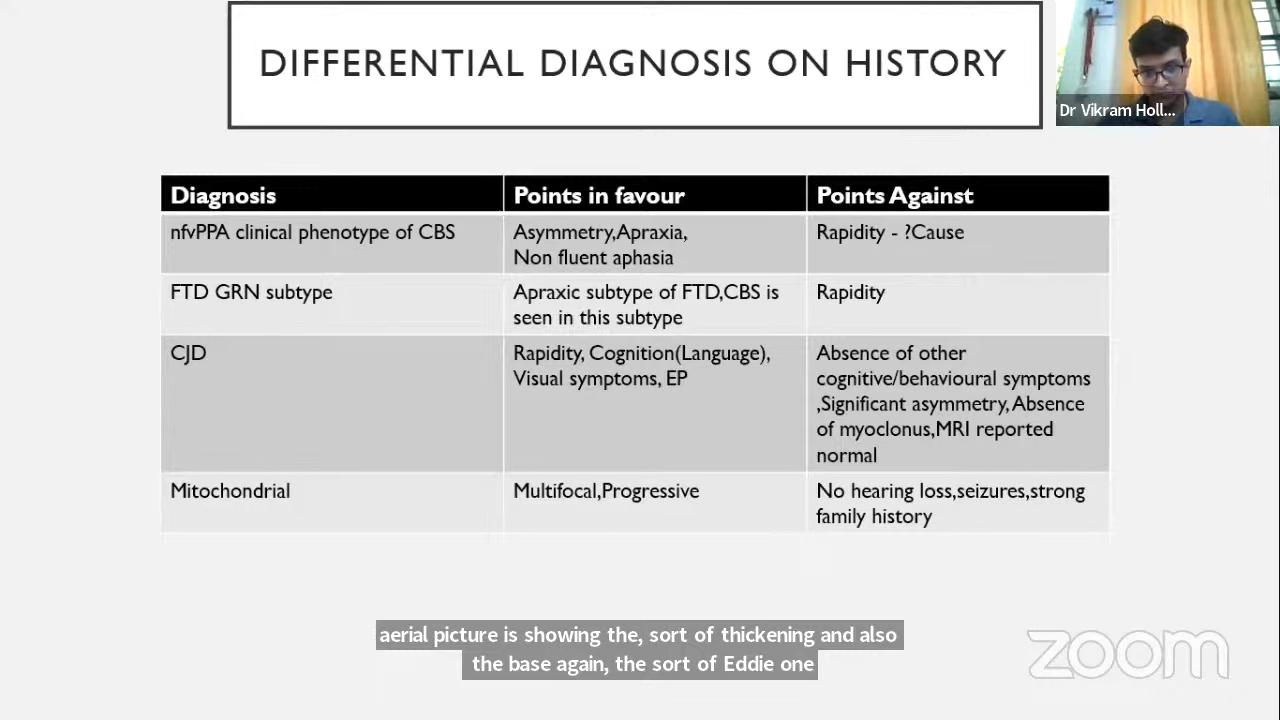 DIFFERENTIAL DIAGNOSIS ON HISTORY
Dr Vikram Holl...
Diagnosis
Points in favour
Points Against
nfvPPA clinical phenotype of CBS
Asymmetry,Apraxia,
Non fluent aphasia
Rapidity - ?Cause
FTD GRN subtype
Apraxic subtype of FTD,CBS is
seen in this subtype
Rapidity
CJD
Rapidity, Cognition(Language),
Visual symptoms, EP
Absence of other
cognitive/behavioural symptoms
,Significant asymmetry,Absence
of myoclonus,MRI reported
normal
Mitochondrial
Multifocal,Progressive
No hearing loss,seizures,strong
family history
aerial picture is showing the, sort of thickening and also
the base again, the sort of Eddie one
zoom